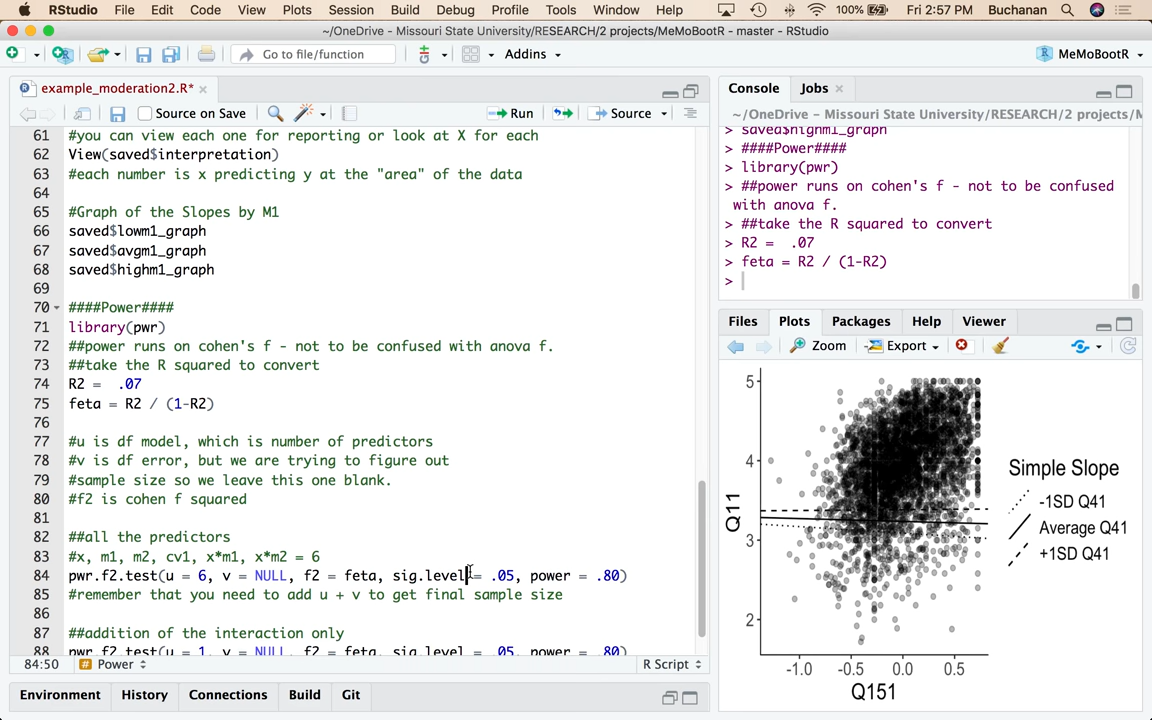 RStudio File Edit Code View Plots Session Build Debug Profile Tools Window Help 100% Fri 2:57 PM Buchanan
~/OneDrive - Missouri State University/RESEARCH/2 projects/MeMoBootR - master - RStudio
Go to file/function Addins MeMoBootR
example_moderation2.R*
Source on Save Run Source
61 #you can view each one for reporting or look at X for each
62 View(saved$interpretation)
63 #each number is x predicting y at the "area" of the data
64
65 #Graph of the Slopes by M1
66 saved$lowm1_graph
67 saved$avgm1_graph
68 saved$highm1_graph
69
70 ####Power####
71 library(pwr)
72 ##power runs on cohen's f - not to be confused with anova f.
73 ##take the R squared to convert
74 R2 =  .07
75 feta = R2 / (1-R2)
76
77 #u is df model, which is number of predictors
78 #v is df error, but we are trying to figure out
79 #sample size so we leave this one blank.
80 #f2 is cohen f squared
81
82 ##all the predictors
83 #x, m1, m2, cv1, x*m1, x*m2 = 6
84 pwr.f2.test(u = 6, v = NULL, f2 = feta, sig.level = .05, power = .80)
85 #remember that you need to add u + v to get final sample size
86
87 ##addition of the interaction only
88 pwr.f2.test(u = 1, v = NULL, f2 = feta, sig.level = .05, power = .80)
84:50 Power R Script
Environment History Connections Build Git
Console Jobs
~/OneDrive - Missouri State University/RESEARCH/2 projects/M
> saved$highm1_graph
> ####Power####
> library(pwr)
> ##power runs on cohen's f - not to be confused
with anova f.
> ##take the R squared to convert
> R2 =  .07
> feta = R2 / (1-R2)
>
Files Plots Packages Help Viewer
Zoom Export
5
4
3
2
Q11
-1.0 -0.5 0.0 0.5
Q151
Simple Slope
-1SD Q41
Average Q41
+1SD Q41